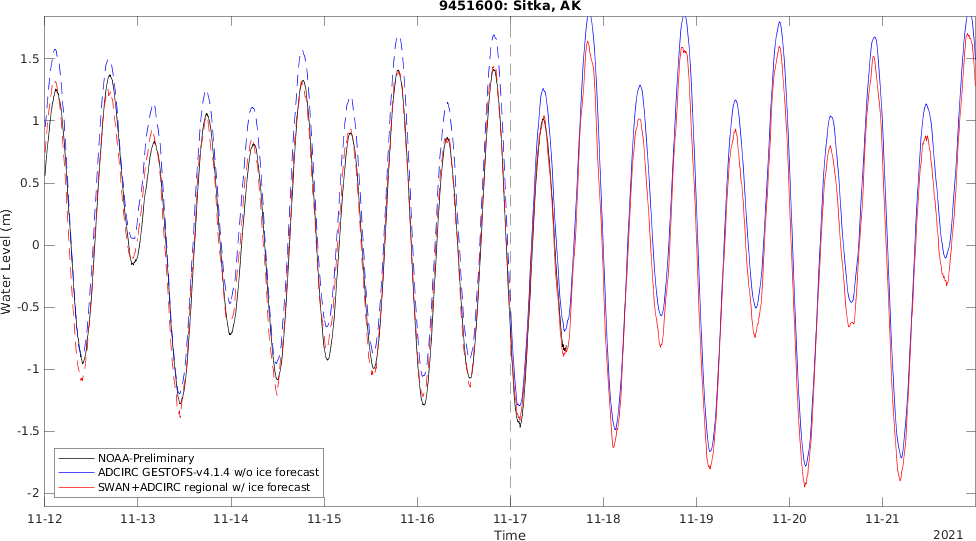 9451600: Sitka, AK
Water Level (m)
1.5
1
0.5
0
-0.5
-1
-1.5
-2
NOAA-Preliminary
ADCIRC GESTOFS-v4.1.4 w/o ice forecast
SWAN+ADCIRC regional w/ ice forecast
11-12 11-13 11-14 11-15 11-16 11-17 11-18 11-19 11-20 11-21
Time
2021